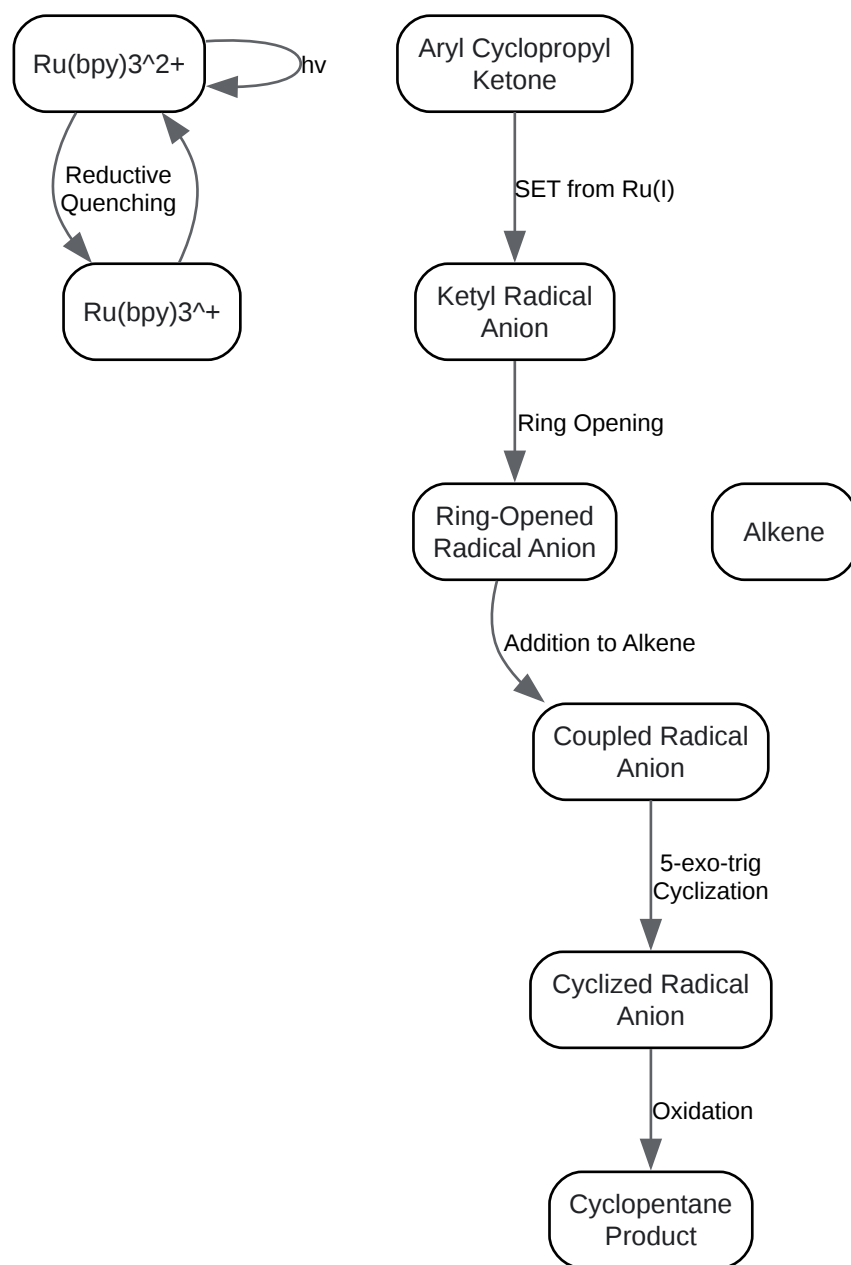 Ru(bpy)3^2+
hv
Aryl Cyclopropyl
Ketone
Reductive
Quenching
SET from Ru(I)
Ru(bpy)3^+
Ketyl Radical
Anion
Ring Opening
Ring-Opened
Radical Anion
Alkene
Addition to Alkene
Coupled Radical
Anion
5-exo-trig
Cyclization
Cyclized Radical
Anion
Oxidation
Cyclopentane
Product